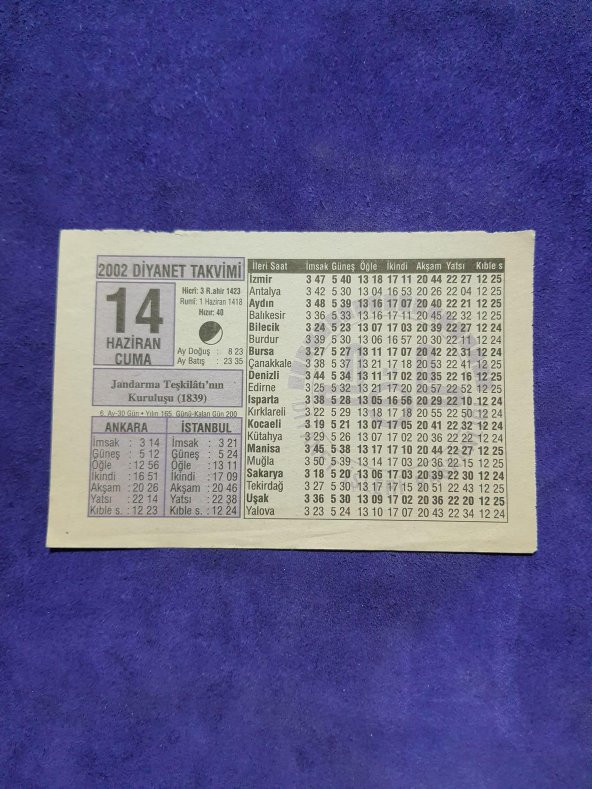 2002 DİYANET TAKVİMİ
14
HAZİRAN
CUMA
Hicri: 3 R.ahir 1423
Rumî: 1 Haziran 1418
Hızır: 40
Ay Doğuş : 8 23
Ay Batış : 23 35
Jandarma Teşkilâtı'nın
Kuruluşu (1839)
6. Ay-30 Gün • Yılın 165. Günü-Kalan Gün 200
ANKARA
İmsak : 3 14
Güneş : 5 12
Öğle : 12 56
İkindi : 16 51
Akşam : 20 26
Yatsı : 22 14
Kıble s. : 12 23
İSTANBUL
İmsak : 3 21
Güneş : 5 24
Öğle : 13 11
İkindi : 17 09
Akşam : 20 46
Yatsı : 22 38
Kıble s. : 12 24
İleri Saat İmsak Güneş Öğle İkindi Akşam Yatsı Kıble s
İzmir 3 47 5 40 13 18 17 11 20 44 22 27 12 25
Antalya 3 42 5 30 13 04 16 53 20 26 22 04 12 25
Aydın 3 48 5 39 13 16 17 07 20 40 22 21 12 25
Balıkesir 3 36 5 33 13 16 17 11 20 46 22 32 12 25
Bilecik 3 24 5 23 13 07 17 03 20 39 22 27 12 24
Burdur 3 39 5 30 13 06 16 57 20 30 22 11 12 24
Bursa 3 27 5 27 13 11 17 07 20 42 22 31 12 24
Çanakkale 3 38 5 37 13 21 17 18 20 53 22 41 12 25
Denizli 3 44 5 34 13 11 17 02 20 35 22 16 12 25
Edirne 3 25 5 32 13 21 17 20 20 57 22 52 12 25
Isparta 3 38 5 28 13 05 16 56 20 29 22 10 12 24
Kırklareli 3 22 5 29 13 18 17 18 20 55 22 50 12 24
Kocaeli 3 19 5 21 13 07 17 05 20 41 22 32 12 24
Kütahya 3 29 5 26 13 07 17 02 20 36 22 23 12 24
Manisa 3 45 5 38 13 17 17 10 20 44 22 27 12 25
Muğla 3 50 5 39 13 14 17 03 20 36 22 15 12 25
Sakarya 3 18 5 20 13 06 17 03 20 39 22 30 12 24
Tekirdağ 3 27 5 30 13 17 17 15 20 51 22 42 12 25
Uşak 3 36 5 30 13 09 17 02 20 36 22 20 12 25
Yalova 3 23 5 24 13 10 17 07 20 43 22 34 12 24